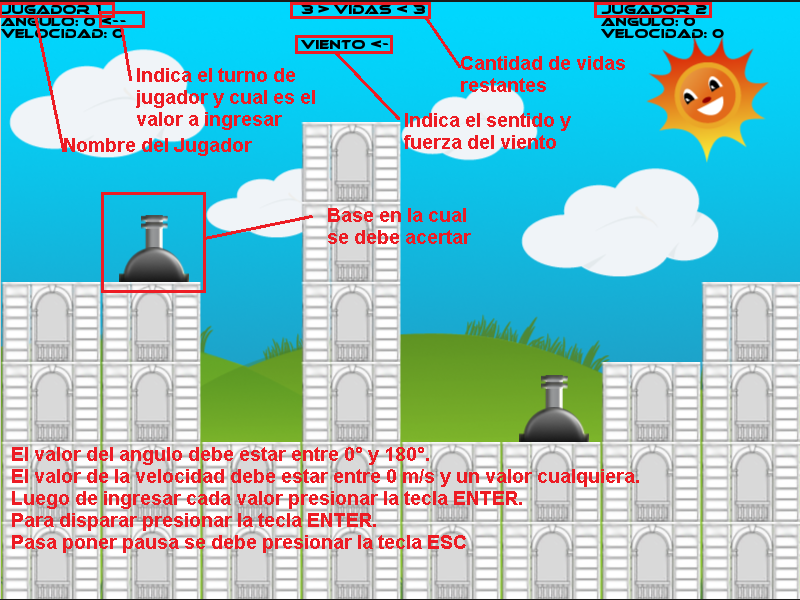 JUGADOR 1
ANGULO: 0 <--
VELOCIDAD: 0
3 > VIDAS < 3
VIENTO <-
JUGADOR 2
ANGULO: 0
VELOCIDAD: 0
Indica el turno de
jugador y cual es el
valor a ingresar
Nombre del Jugador
Cantidad de vidas
restantes
Indica el sentido y
fuerza del viento
Base en la cual
se debe acertar
El valor del angulo debe estar entre 0° y 180°.
El valor de la velocidad debe estar entre 0 m/s y un valor cualquiera.
Luego de ingresar cada valor presionar la tecla ENTER.
Para disparar presionar la tecla ENTER.
Pasa poner pausa se debe presionar la tecla ESC